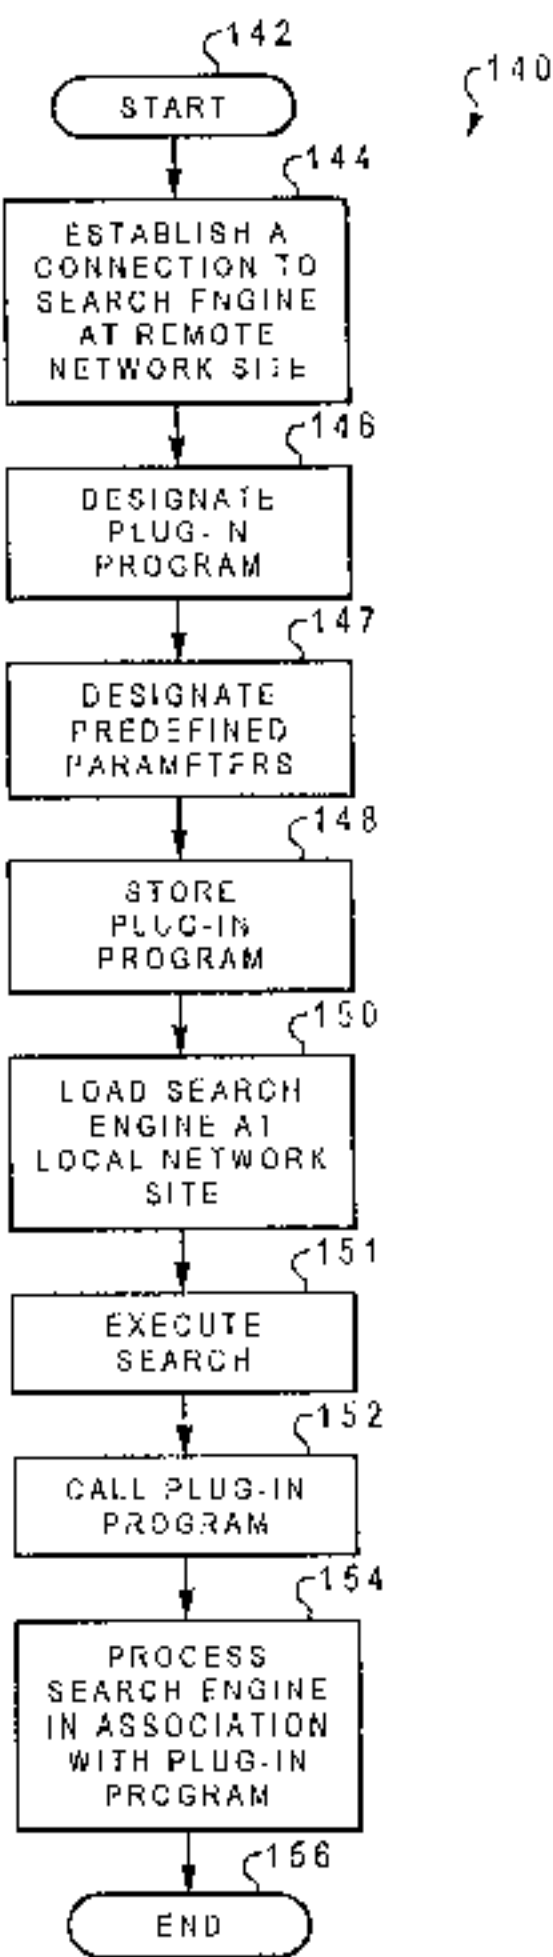 142
START
140
144
ESTABLISH A
CONNECTION TO
SEARCH ENGINE
AT REMOTE
NETWORK SITE
146
DESIGNATE
PLUG-IN
PROGRAM
147
DESIGNATE
PREDEFINED
PARAMETERS
148
STORE
PLUG-IN
PROGRAM
150
LOAD SEARCH
ENGINE AT
LOCAL NETWORK
SITE
151
EXECUTE
SEARCH
152
CALL PLUG-IN
PROGRAM
154
PROCESS
SEARCH ENGINE
IN ASSOCIATION
WITH PLUG-IN
PROGRAM
156
END